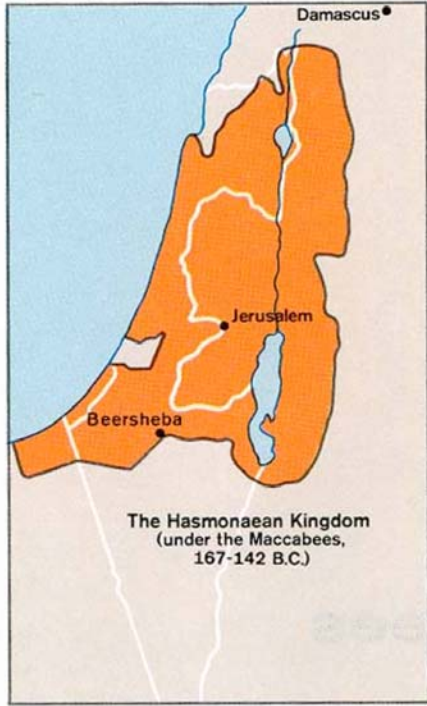 Damascus
Jerusalem
Beersheba
The Hasmonaean Kingdom
(under the Maccabees,
167-142 B.C.)